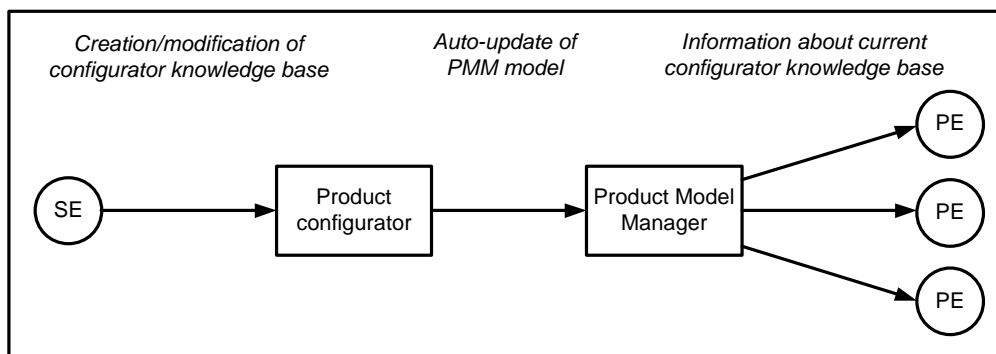 Creation/modification of
configurator knowledge base
Auto-update of
PMM model
Information about current
configurator knowledge base
SE
Product
configurator
Product Model
Manager
PE
PE
PE